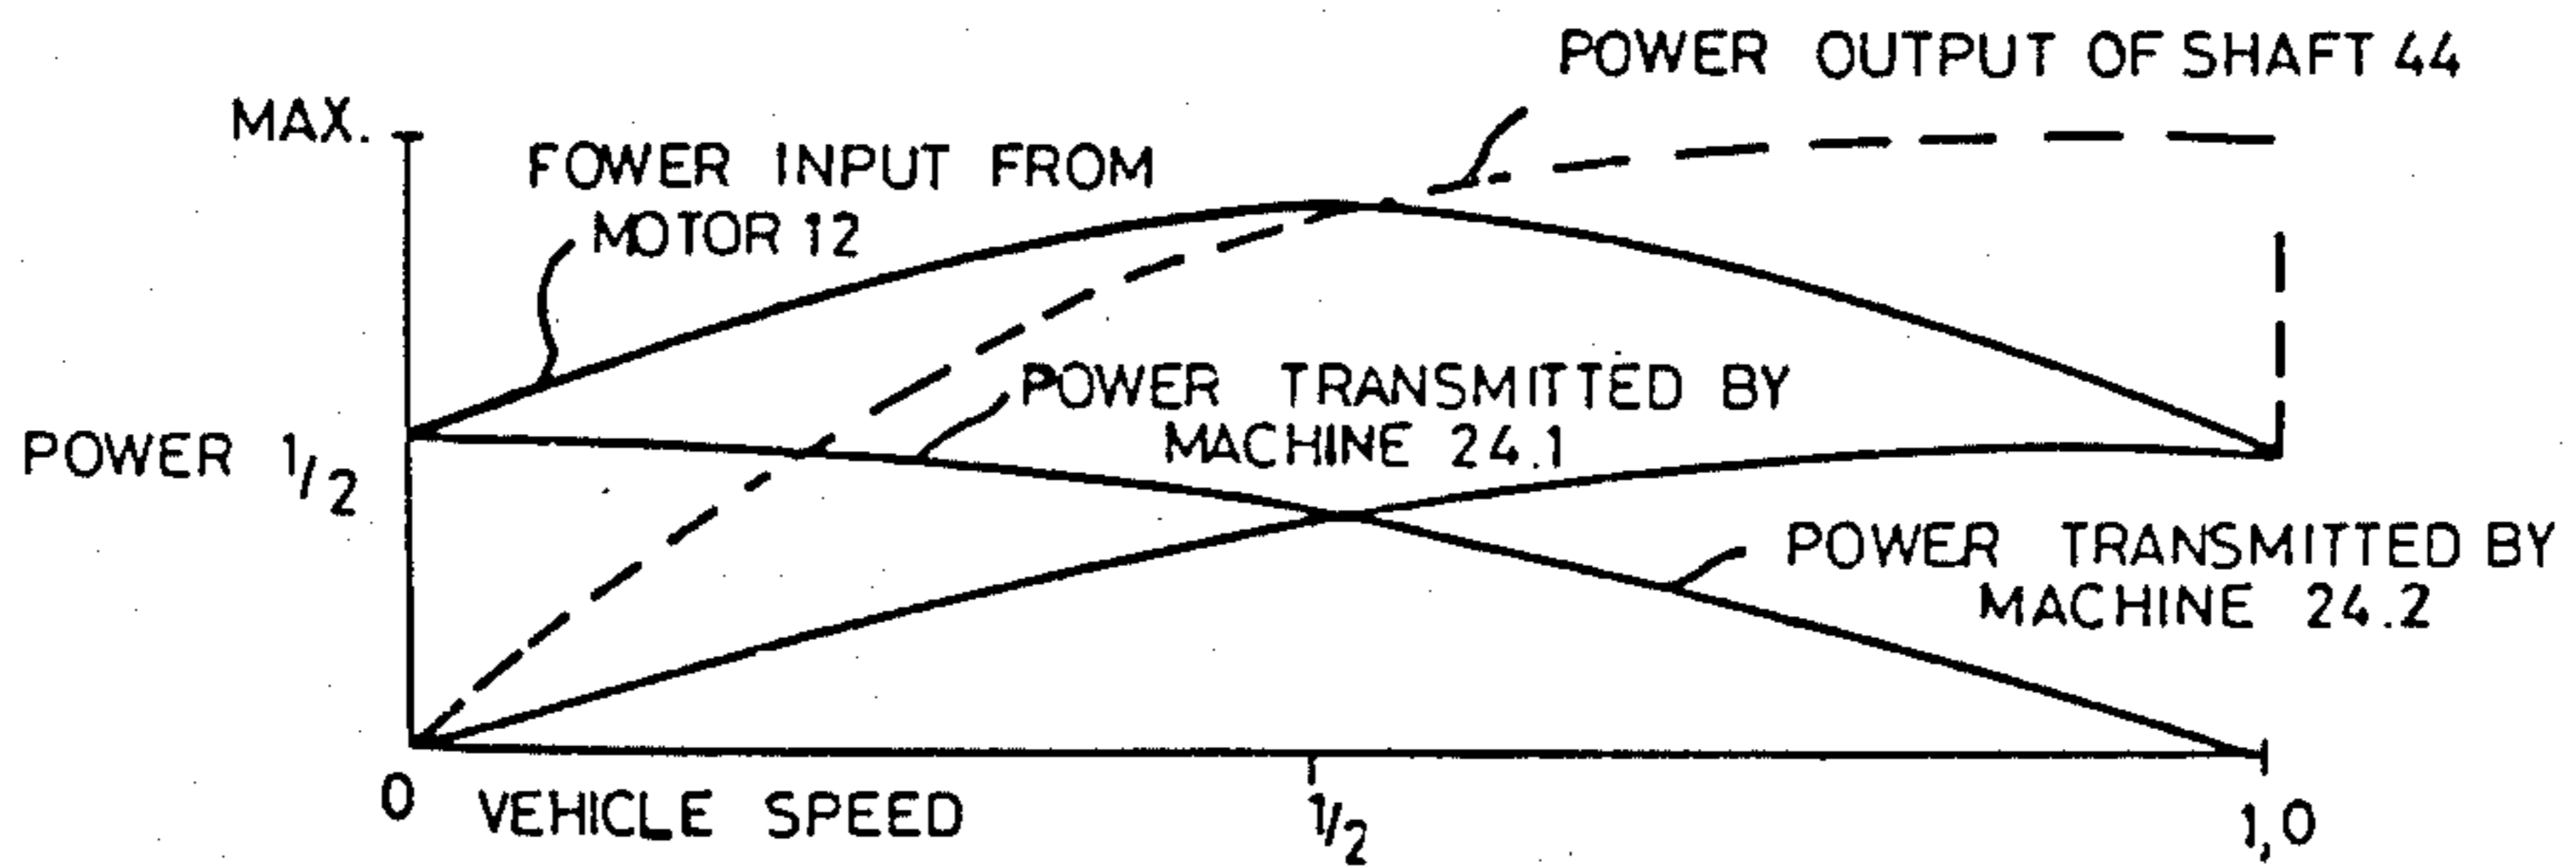 POWER OUTPUT OF SHAFT 44
MAX.
FOWER INPUT FROM
MOTOR 12
POWER TRANSMITTED BY
MACHINE 24.1
POWER 1/2
POWER TRANSMITTED BY
MACHINE 24.2
0 VEHICLE SPEED 1/2 1,0